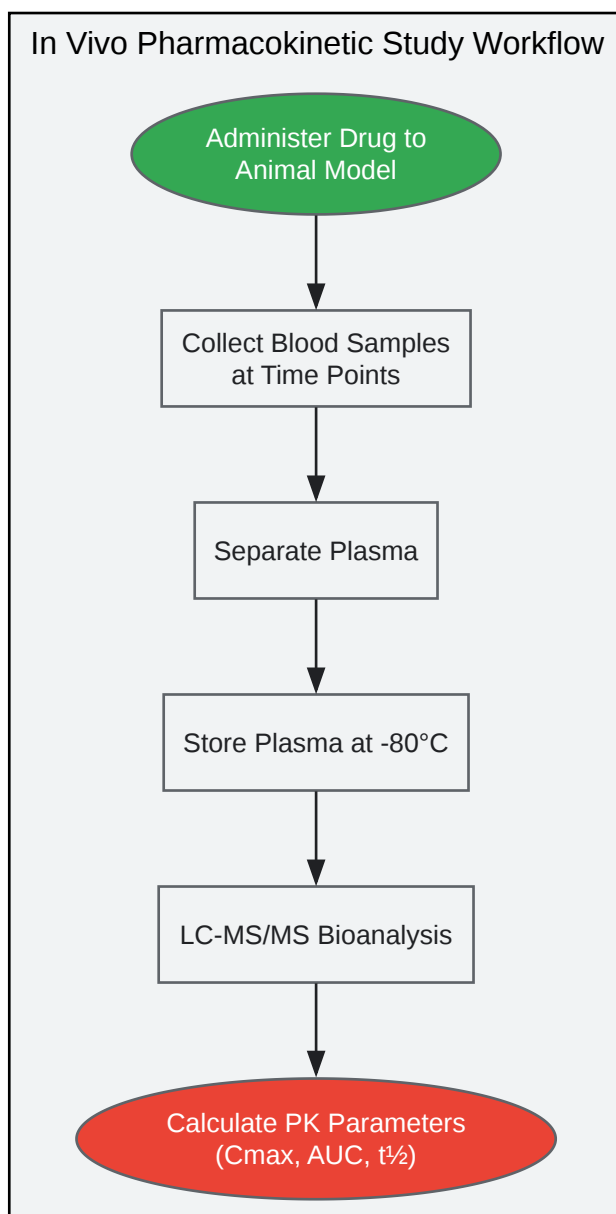 In Vivo Pharmacokinetic Study Workflow
Administer Drug to
Animal Model
Collect Blood Samples
at Time Points
Separate Plasma
Store Plasma at -80°C
LC-MS/MS Bioanalysis
Calculate PK Parameters
(Cmax, AUC, t½)